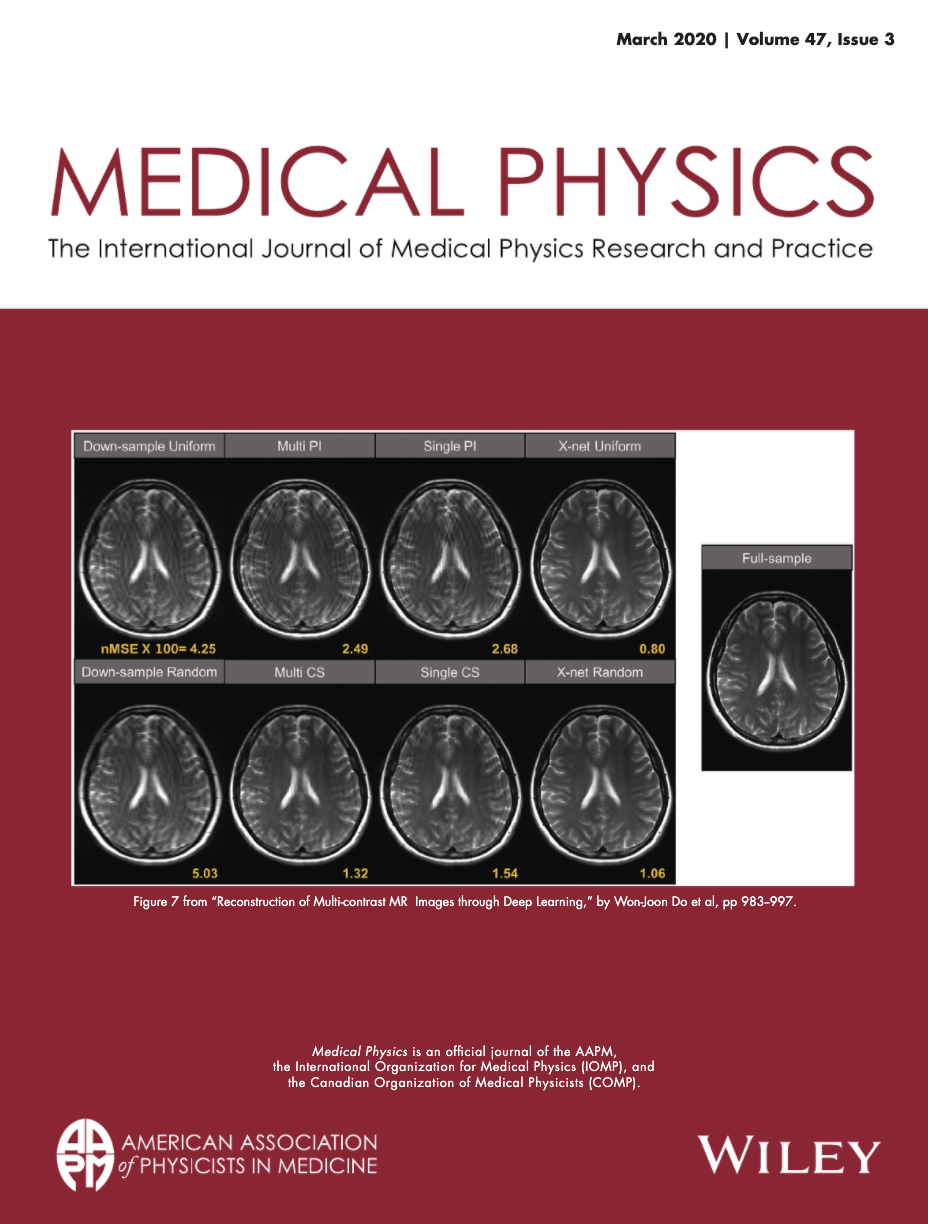 March 2020 | Volume 47, Issue 3
MEDICAL PHYSICS
The International Journal of Medical Physics Research and Practice
Down-sample Uniform
Multi PI
Single PI
X-net Uniform
nMSE X 100= 4.25
2.49
2.68
0.80
Down-sample Random
Multi CS
Single CS
X-net Random
5.03
1.32
1.54
1.06
Full-sample
Figure 7 from “Reconstruction of Multi-contrast MR Images through Deep Learning,” by Won-Joon Do et al, pp 983–997.
Medical Physics is an official journal of the AAPM,
the International Organization for Medical Physics (IOMP), and
the Canadian Organization of Medical Physicists (COMP).
AAPM
AMERICAN ASSOCIATION
of PHYSICISTS IN MEDICINE
WILEY